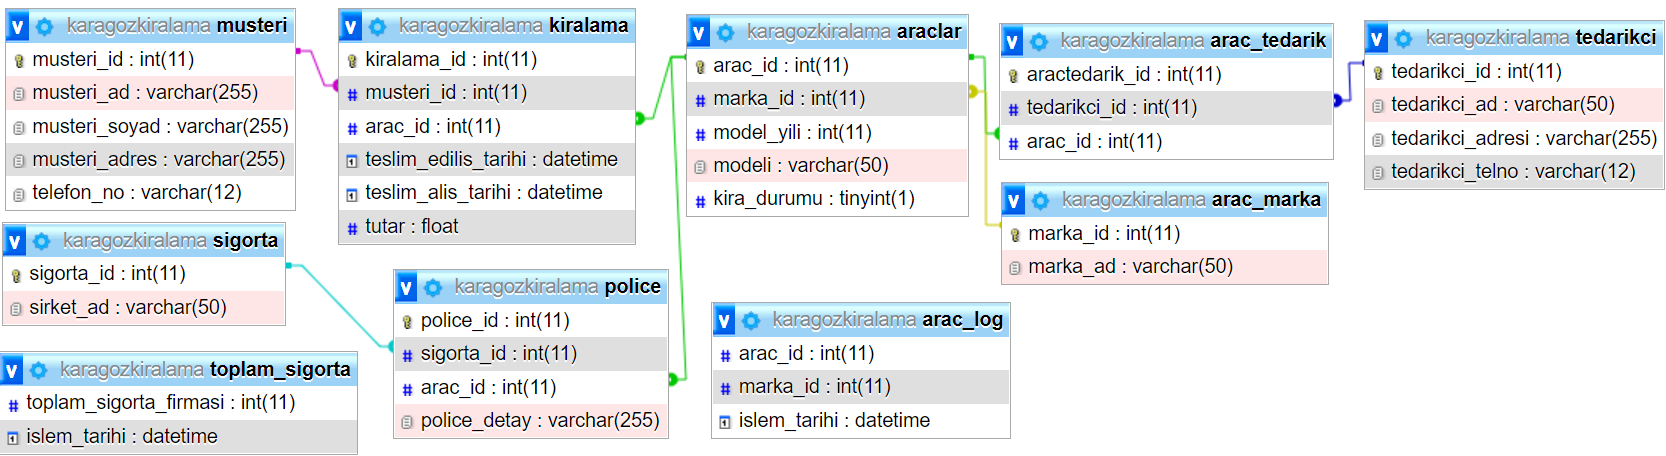 karagozkiralama musteri
musteri_id : int(11)
musteri_ad : varchar(255)
musteri_soyad : varchar(255)
musteri_adres : varchar(255)
telefon_no : varchar(12)
karagozkiralama kiralama
kiralama_id : int(11)
musteri_id : int(11)
arac_id : int(11)
teslim_edilis_tarihi : datetime
teslim_alis_tarihi : datetime
tutar : float
karagozkiralama araclar
arac_id : int(11)
marka_id : int(11)
model_yili : int(11)
modeli : varchar(50)
kira_durumu : tinyint(1)
karagozkiralama arac_tedarik
aractedarik_id : int(11)
tedarikci_id : int(11)
arac_id : int(11)
karagozkiralama tedarikci
tedarikci_id : int(11)
tedarikci_ad : varchar(50)
tedarikci_adresi : varchar(255)
tedarikci_telno : varchar(12)
karagozkiralama arac_marka
marka_id : int(11)
marka_ad : varchar(50)
karagozkiralama sigorta
sigorta_id : int(11)
sirket_ad : varchar(50)
karagozkiralama police
police_id : int(11)
sigorta_id : int(11)
arac_id : int(11)
police_detay : varchar(255)
karagozkiralama arac_log
arac_id : int(11)
marka_id : int(11)
islem_tarihi : datetime
karagozkiralama toplam_sigorta
toplam_sigorta_firmasi : int(11)
islem_tarihi : datetime